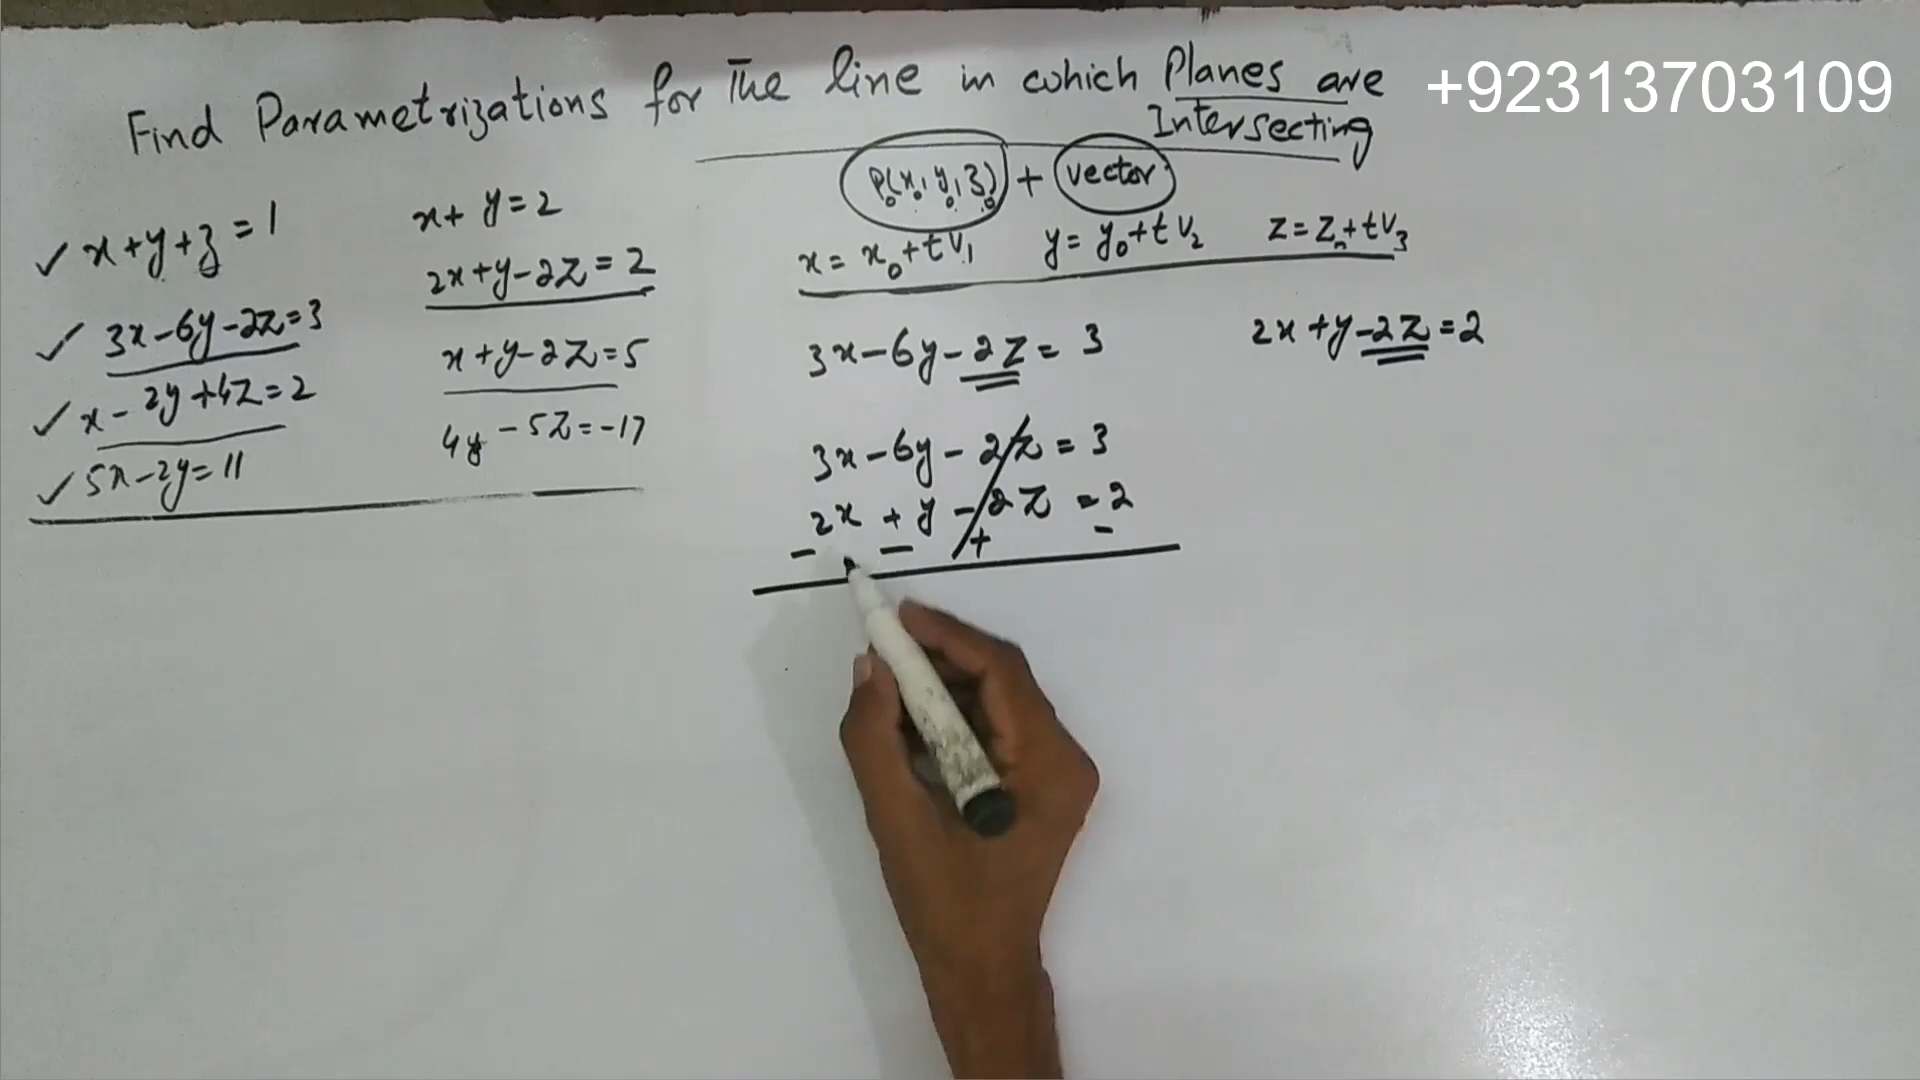 Find Parametrizations for The line in which Planes are
Intersecting
+92313703109
P(x₀, y₀, z₀) + vector
x = x₀ + tv₁ y = y₀ + tv₂ z = z₀ + tv₃
x + y + z = 1 x + y = 2
3x - 6y - 2z = 3 2x + y - 2z = 2
x - 2y + 4z = 2 x + y - 2z = 5
5x - 2y = 11 4y - 5z = -17
3x - 6y - 2z = 3 2x + y - 2z = 2
3x - 6y - 2z = 3
2x + y - 2z = 2
- - + -